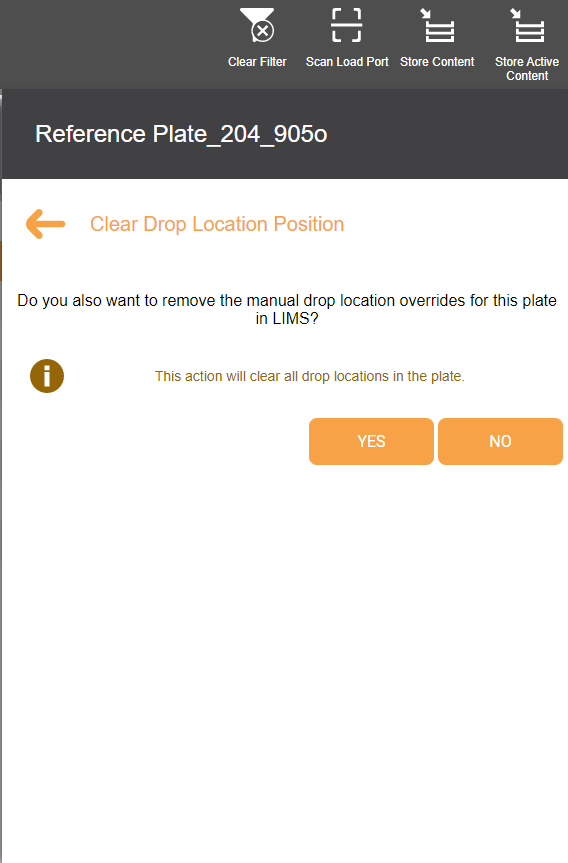 Clear Filter
Scan Load Port
Store Content
Store Active
Content
Reference Plate_204_905o
Clear Drop Location Position
Do you also want to remove the manual drop location overrides for this plate
in LIMS?
This action will clear all drop locations in the plate.
YES
NO